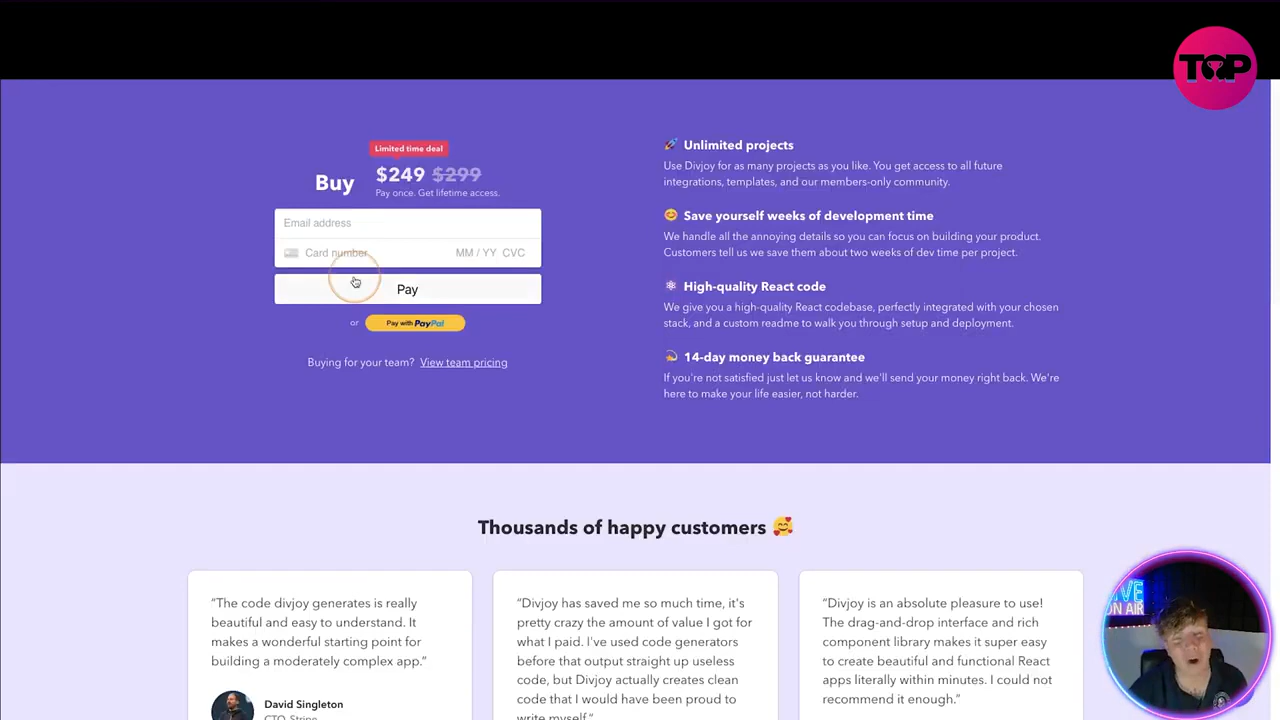 TOP
Limited time deal
Buy
$249 $299
Pay once. Get lifetime access.
Email address
Card number MM / YY CVC
Pay
or Pay with PayPal
Buying for your team? View team pricing
🚀 Unlimited projects
Use Divjoy for as many projects as you like. You get access to all future
integrations, templates, and our members-only community.
😊 Save yourself weeks of development time
We handle all the annoying details so you can focus on building your product.
Customers tell us we save them about two weeks of dev time per project.
⚛ High-quality React code
We give you a high-quality React codebase, perfectly integrated with your chosen
stack, and a custom readme to walk you through setup and deployment.
💫 14-day money back guarantee
If you're not satisfied just let us know and we'll send your money right back. We're
here to make your life easier, not harder.
Thousands of happy customers 🥰
“The code divjoy generates is really
beautiful and easy to understand. It
makes a wonderful starting point for
building a moderately complex app.”
David Singleton
CTO, Stripe
“Divjoy has saved me so much time, it's
pretty crazy the amount of value I got for
what I paid. I've used code generators
before that output straight up useless
code, but Divjoy actually creates clean
code that I would have been proud to
write myself.”
“Divjoy is an absolute pleasure to use!
The drag-and-drop interface and rich
component library makes it super easy
to create beautiful and functional React
apps literally within minutes. I could not
recommend it enough.”
LIVE
ON AIR